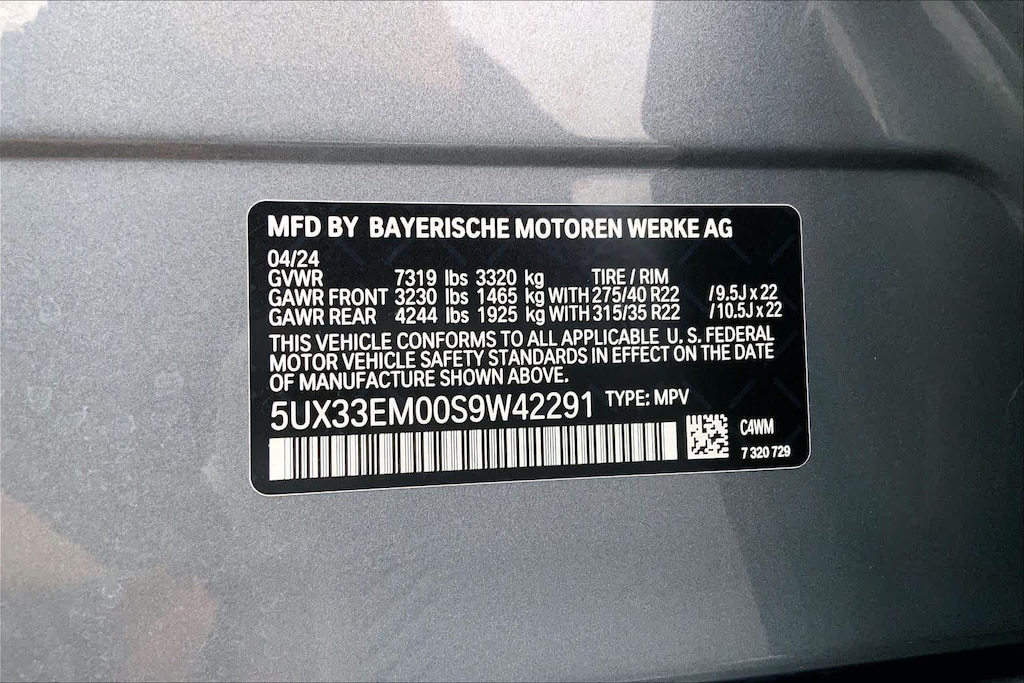 MFD BY BAYERISCHE MOTOREN WERKE AG
04/24
GVWR 7319 lbs 3320 kg TIRE / RIM
GAWR FRONT 3230 lbs 1465 kg WITH 275/40 R22 / 9.5J x 22
GAWR REAR 4244 lbs 1925 kg WITH 315/35 R22 / 10.5J x 22
THIS VEHICLE CONFORMS TO ALL APPLICABLE U. S. FEDERAL
MOTOR VEHICLE SAFETY STANDARDS IN EFFECT ON THE DATE
OF MANUFACTURE SHOWN ABOVE.
5UX33EM00S9W42291 TYPE: MPV
C4WM
7 320 729